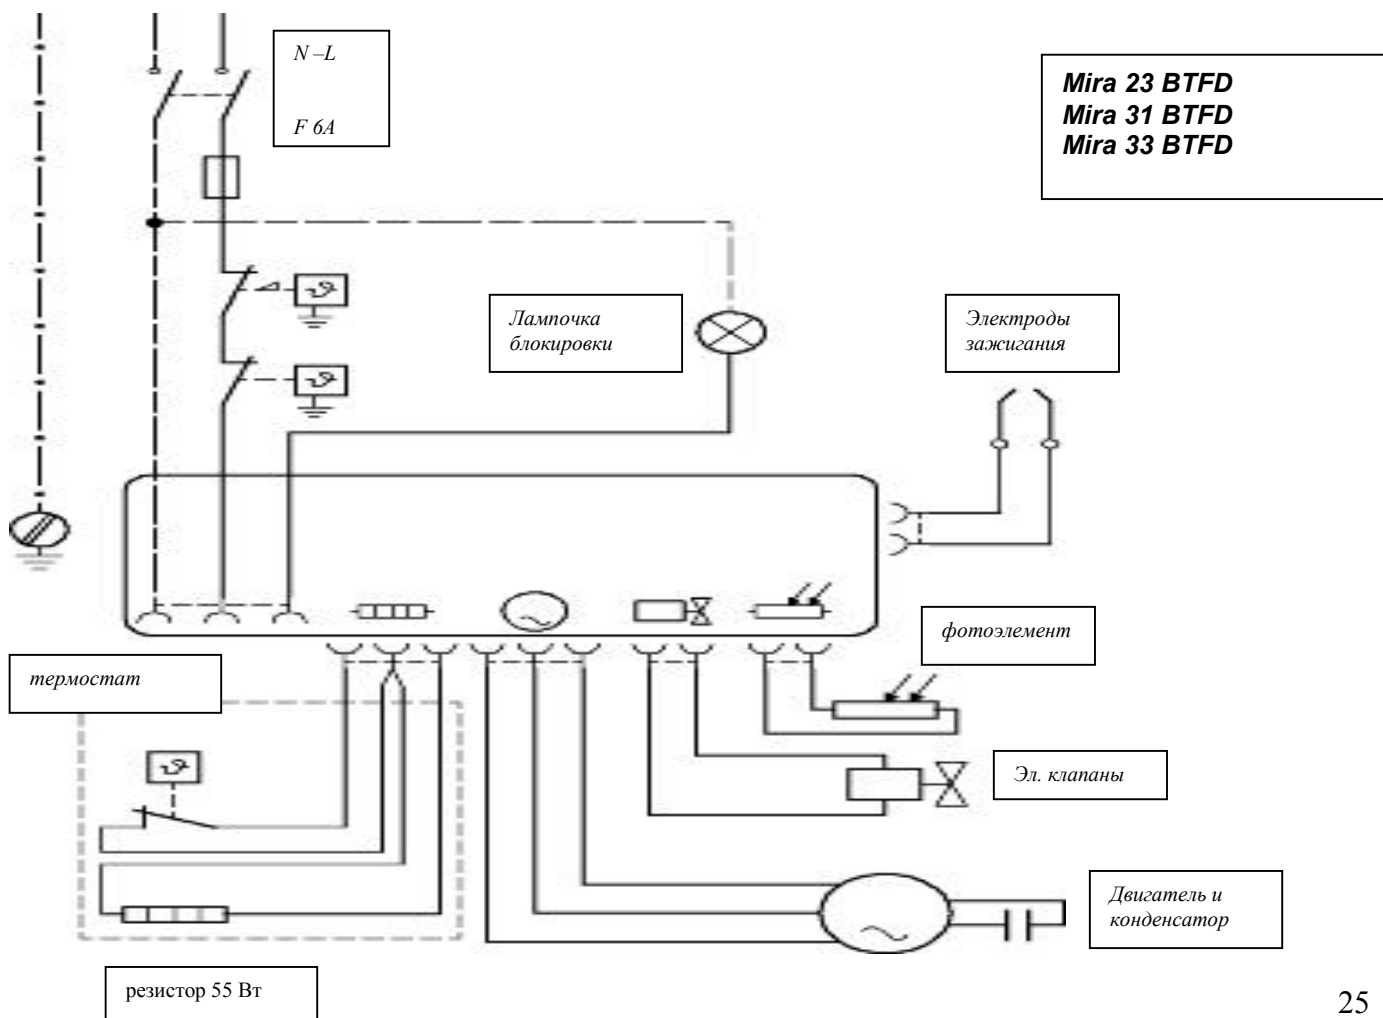 N –L
F 6A
Mira 23 BTFD
Mira 31 BTFD
Mira 33 BTFD
Лампочка
блокировки
Электроды
зажигания
фотоэлемент
термостат
Эл. клапаны
Двигатель и
конденсатор
резистор 55 Вт
25